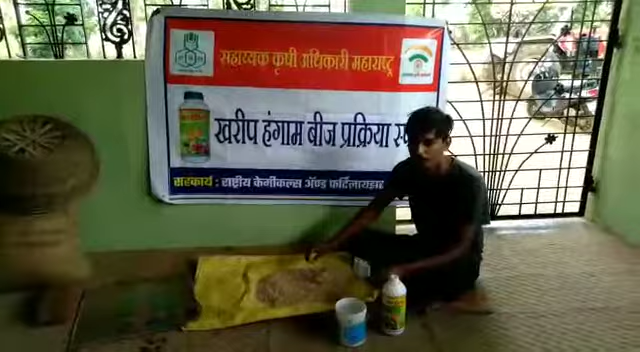 सहाय्यक कृषी अधिकारी महाराष्ट्र
खरीप हंगाम बीज प्रक्रिया
सहकार्य : राष्ट्रीय केमीकल्स अॅण्ड फर्टिलायझर